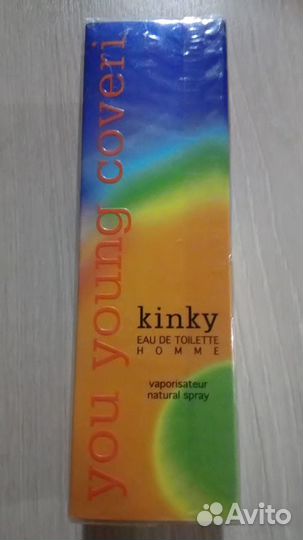 you young coveri
kinky
EAU DE TOILETTE
HOMME
vaporisateur
natural spray
Avito